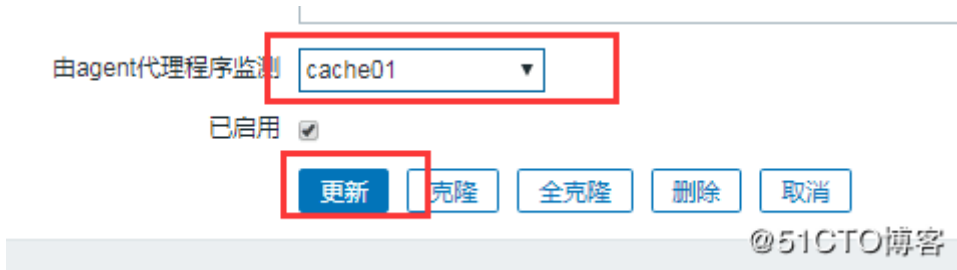 由agent代理程序监测 cache01
已启用
更新 克隆 全克隆 删除 取消
@51CTO博客